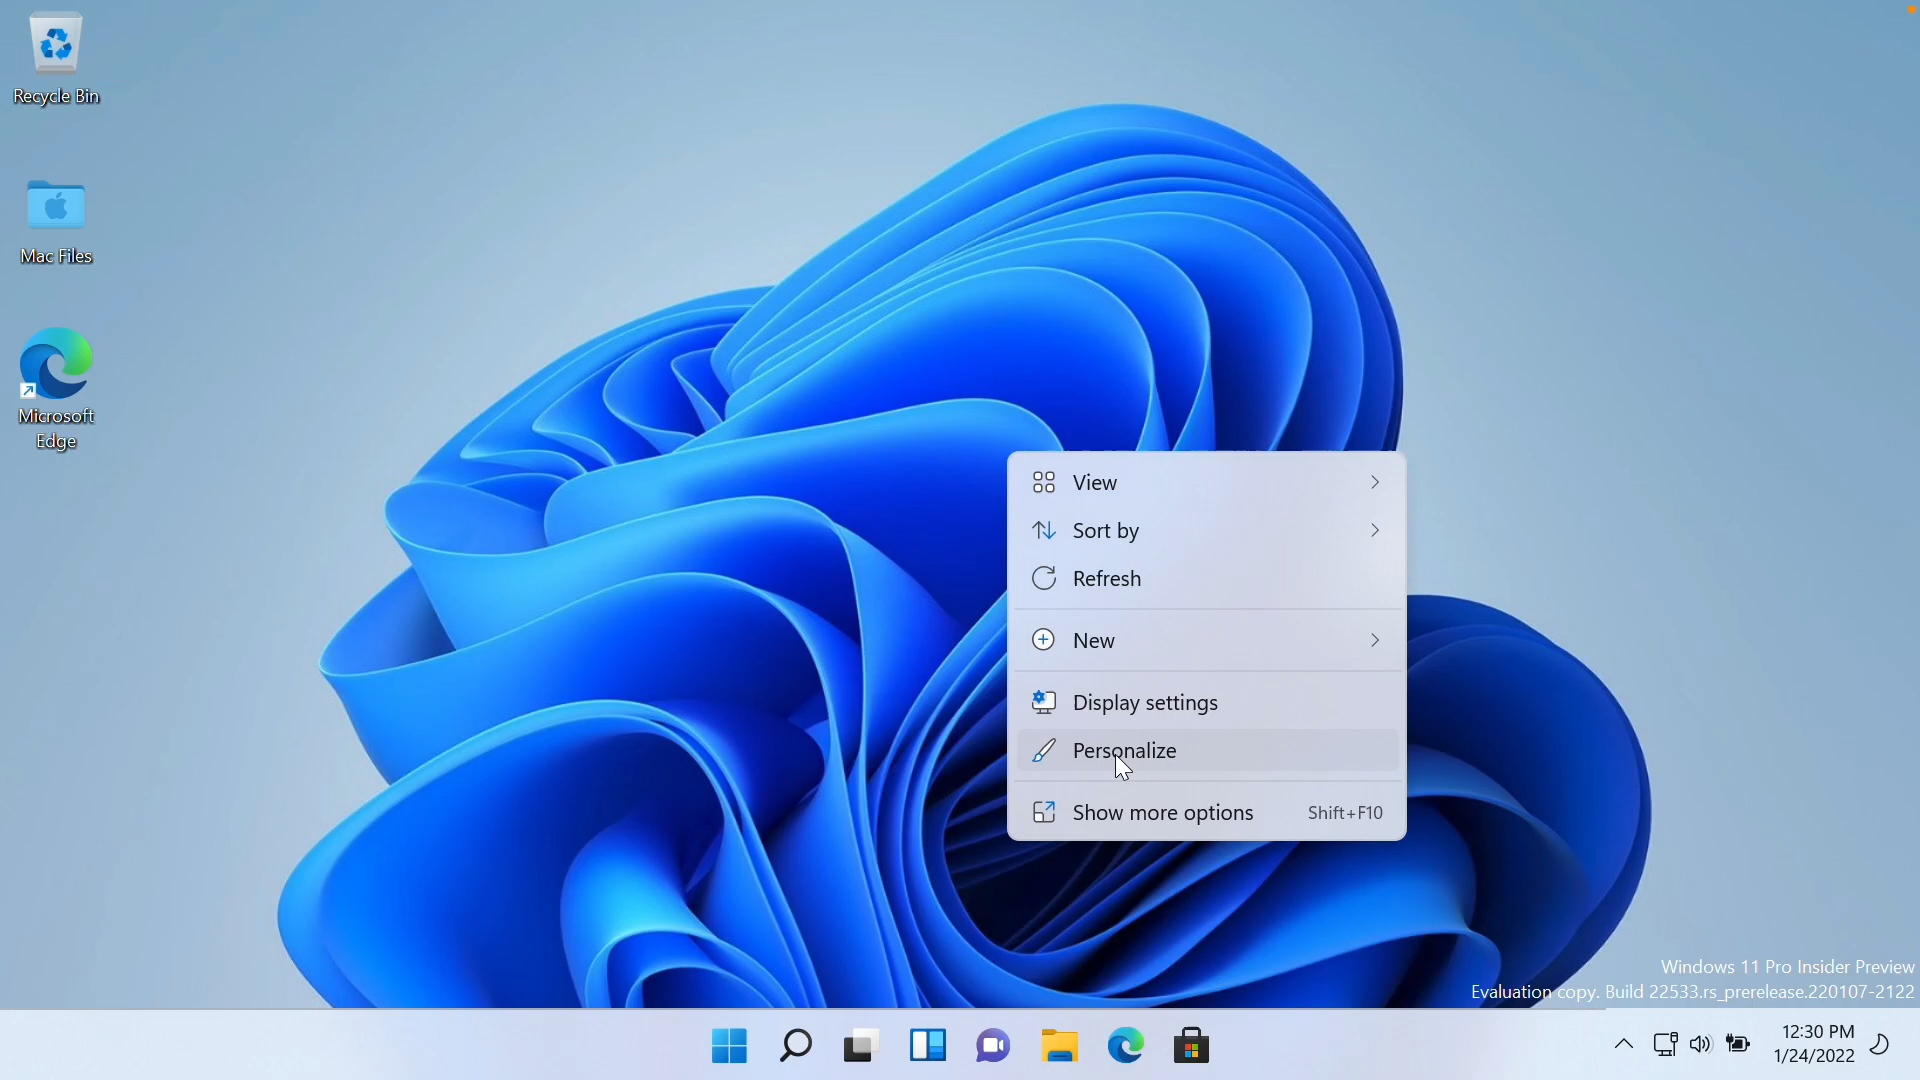 Recycle Bin
Mac Files
Microsoft
Edge
View
Sort by
Refresh
New
Display settings
Personalize
Show more options Shift+F10
Windows 11 Pro Insider Preview
Evaluation copy. Build 22533.rs_prerelease.220107-2122
12:30 PM
1/24/2022